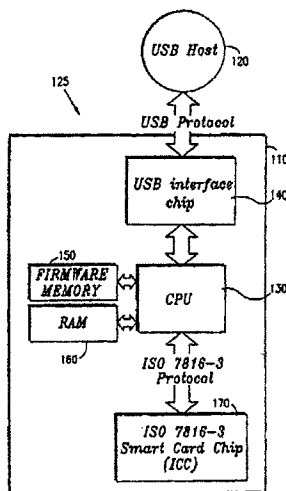 USB Host
120
125
USB Protocol
110
USB interface
chip
140
150
FIRMWARE
MEMORY
CPU
130
RAM
160
ISO 7816-3
Protocol
170
ISO 7816-3
Smart Card Chip
(ICC)